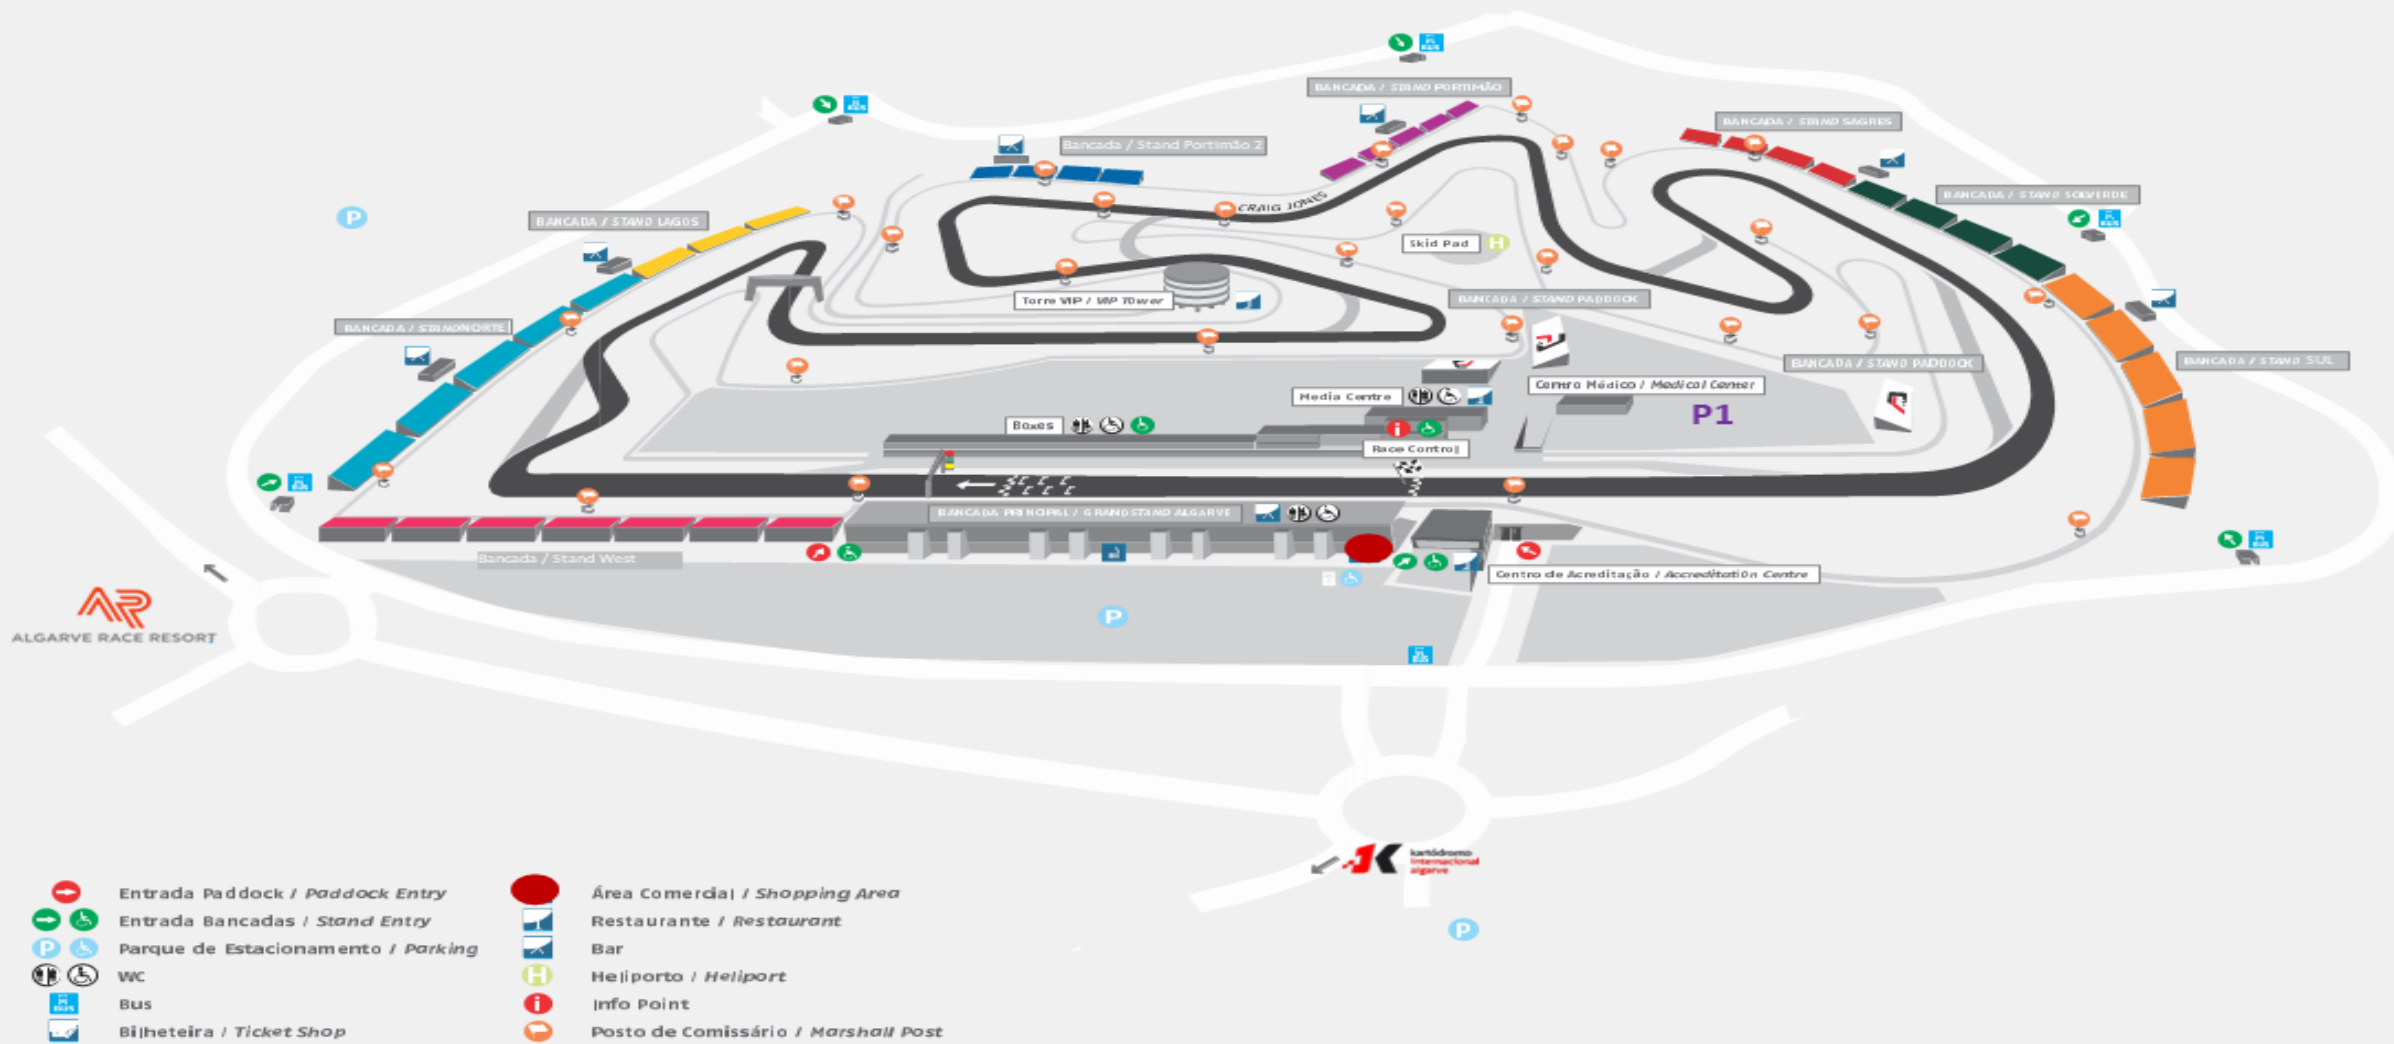 BANCADA / STAND PORTIMÃO
BANCADA / STAND SAGRES
Bancada / Stand Portimão 2
BANCADA / STAND SOLVERDE
BANCADA / STAND LAGOS
CRAIG JONES
Skid Pad
H
P
Torre VIP / VIP Tower
BANCADA / STAND PADDOCK
BANCADA / STAND NORTE
BANCADA / STAND PADDOCK
BANCADA / STAND SUL
Centro Médico / Medical Center
Media Centre
P1
Boxes
Race Control
BANCADA PRINCIPAL / GRANDSTAND ALGARVE
Bancada / Stand West
Centro de Acreditação / Accreditation Centre
P
BUS
AR
ALGARVE RACE RESORT
K
kartódromo
internacional
algarve
P
Entrada Paddock / Paddock Entry
Entrada Bancadas / Stand Entry
P Parque de Estacionamento / Parking
WC
BUS Bus
Bilheteira / Ticket Shop
Área Comercial / Shopping Area
Restaurante / Restaurant
Bar
H Heliporto / Heliport
i Info Point
Posto de Comissário / Marshall Post